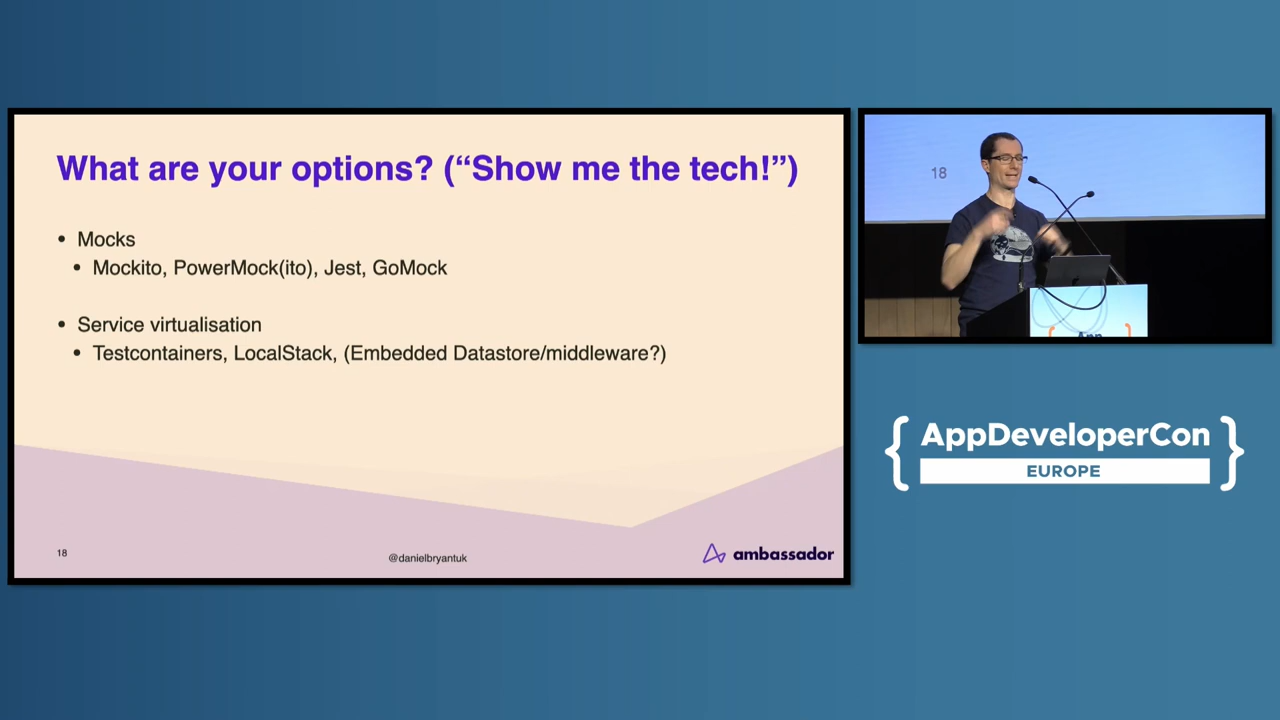 What are your options? (“Show me the tech!”)
• Mocks
• Mockito, PowerMock(ito), Jest, GoMock
• Service virtualisation
• Testcontainers, LocalStack, (Embedded Datastore/middleware?)
18
@danielbryantuk
ambassador
18
App
{ AppDeveloperCon }
EUROPE